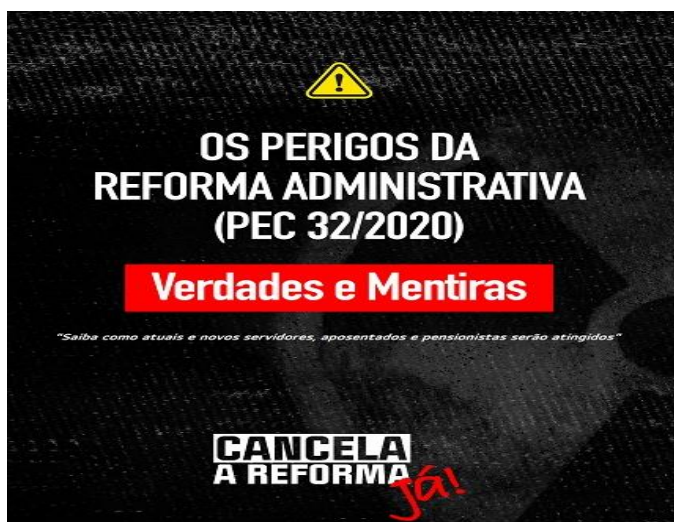 OS PERIGOS DA
REFORMA ADMINISTRATIVA
(PEC 32/2020)
Verdades e Mentiras
"Saiba como atuais e novos servidores, aposentados e pensionistas serão atingidos"
CANCELA
A REFORMA
já!